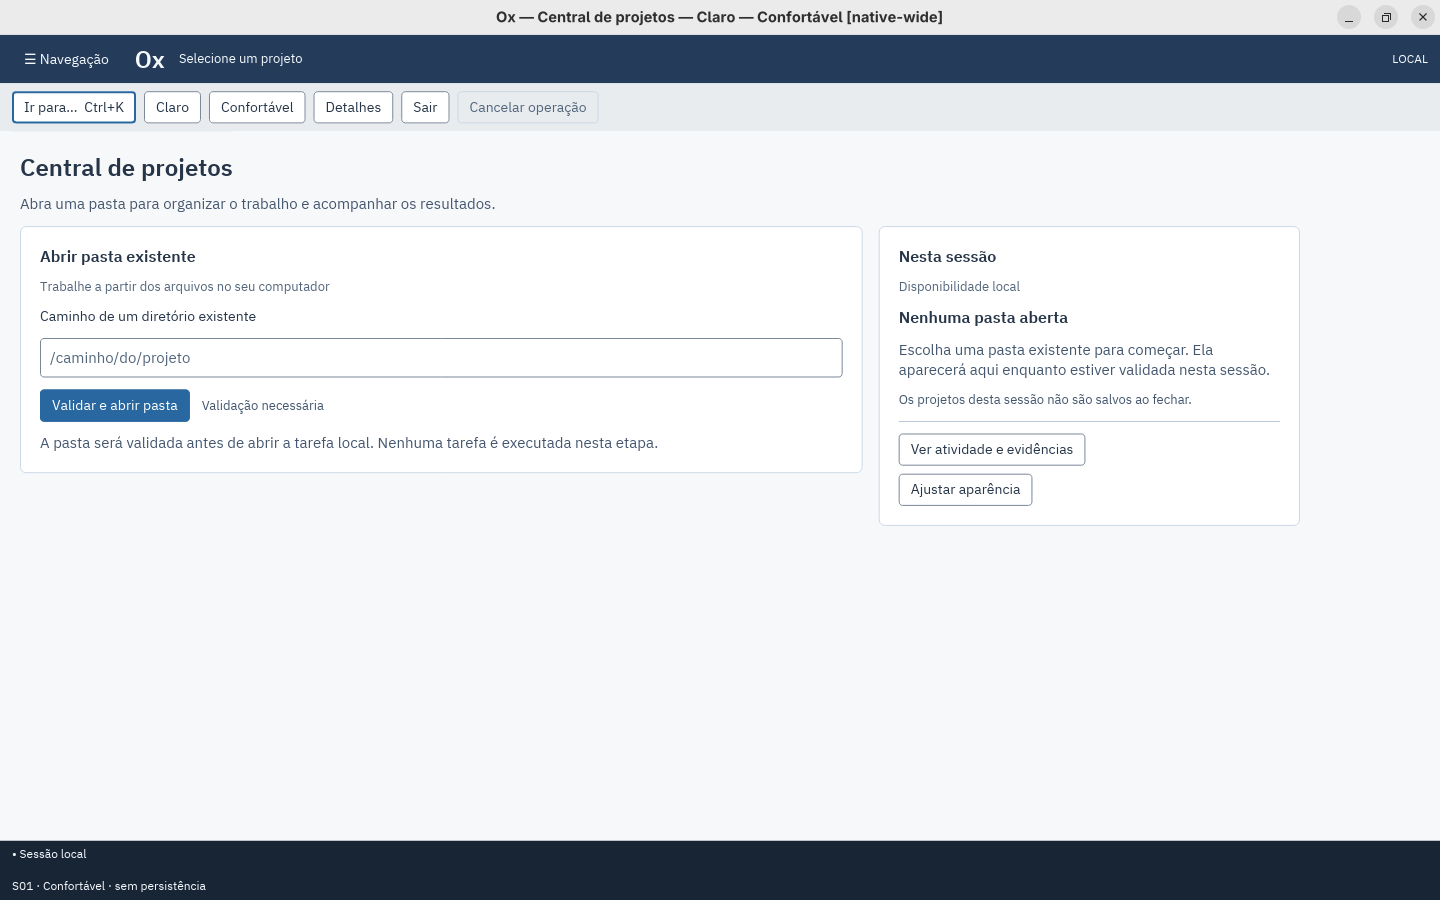 Ox — Central de projetos — Claro — Confortável [native-wide]
☰ Navegação
Ox
Selecione um projeto
LOCAL
Ir para... Ctrl+K
Claro
Confortável
Detalhes
Sair
Cancelar operação
Central de projetos
Abra uma pasta para organizar o trabalho e acompanhar os resultados.
Abrir pasta existente
Trabalhe a partir dos arquivos no seu computador
Caminho de um diretório existente
/caminho/do/projeto
Validar e abrir pasta
Validação necessária
A pasta será validada antes de abrir a tarefa local. Nenhuma tarefa é executada nesta etapa.
Nesta sessão
Disponibilidade local
Nenhuma pasta aberta
Escolha uma pasta existente para começar. Ela
aparecerá aqui enquanto estiver validada nesta sessão.
Os projetos desta sessão não são salvos ao fechar.
Ver atividade e evidências
Ajustar aparência
• Sessão local
S01 · Confortável · sem persistência